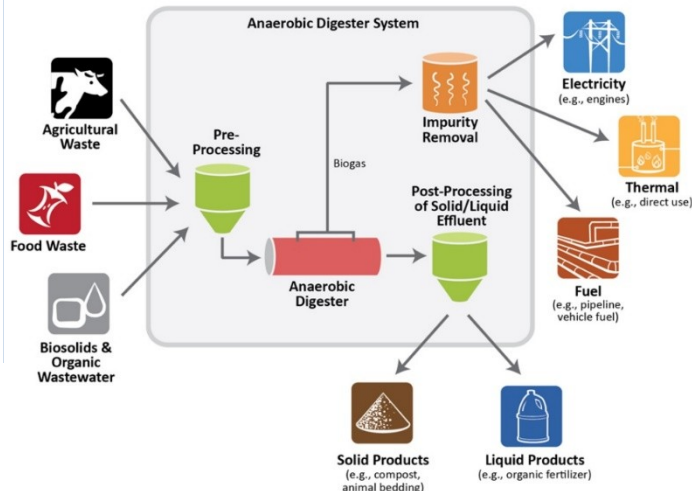 Anaerobic Digester System
Agricultural
Waste
Food Waste
Biosolids &
Organic
Wastewater
Pre-
Processing
Biogas
Anaerobic
Digester
Impurity
Removal
Post-Processing
of Solid/Liquid
Effluent
Electricity
(e.g., engines)
Thermal
(e.g., direct use)
Fuel
(e.g., pipeline,
vehicle fuel)
Solid Products
(e.g., compost,
animal bedding)
Liquid Products
(e.g., organic fertilizer)